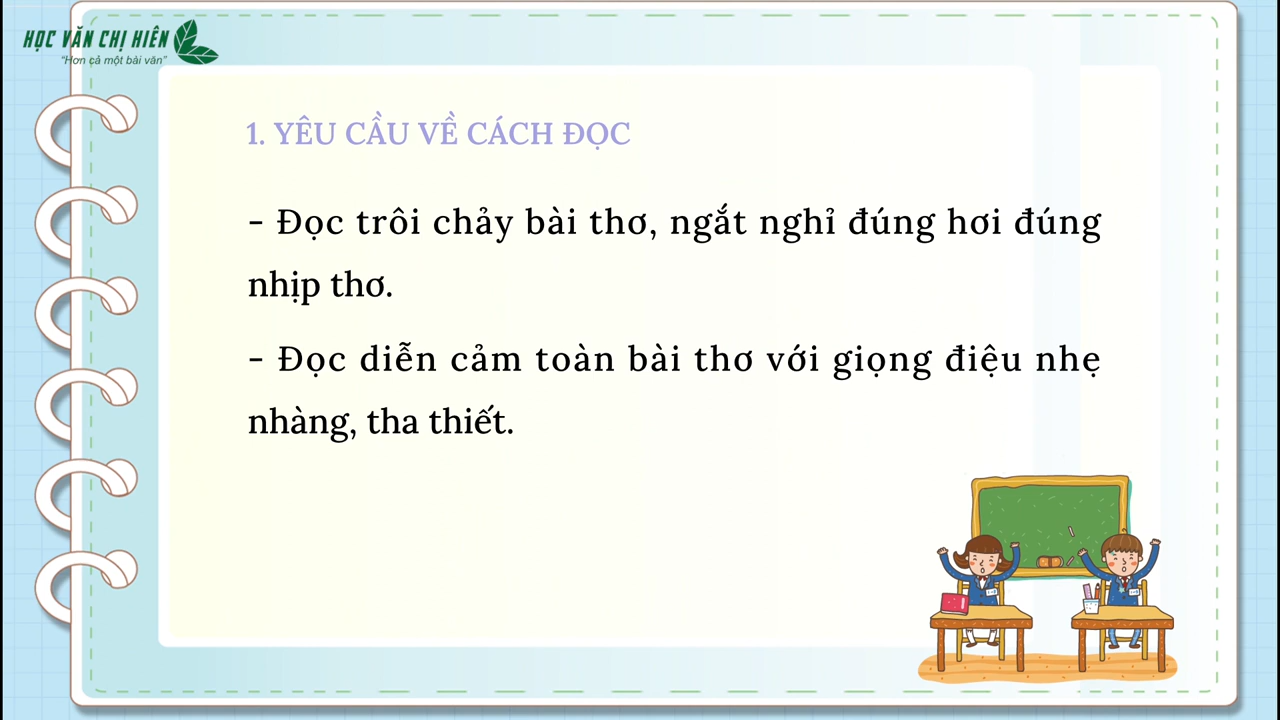 HỌC VĂN CHỊ HIÊN
“Hơn cả một bài văn”
1. YÊU CẦU VỀ CÁCH ĐỌC
- Đọc trôi chảy bài thơ, ngắt nghỉ đúng hơi đúng
nhịp thơ.
- Đọc diễn cảm toàn bài thơ với giọng điệu nhẹ
nhàng, tha thiết.